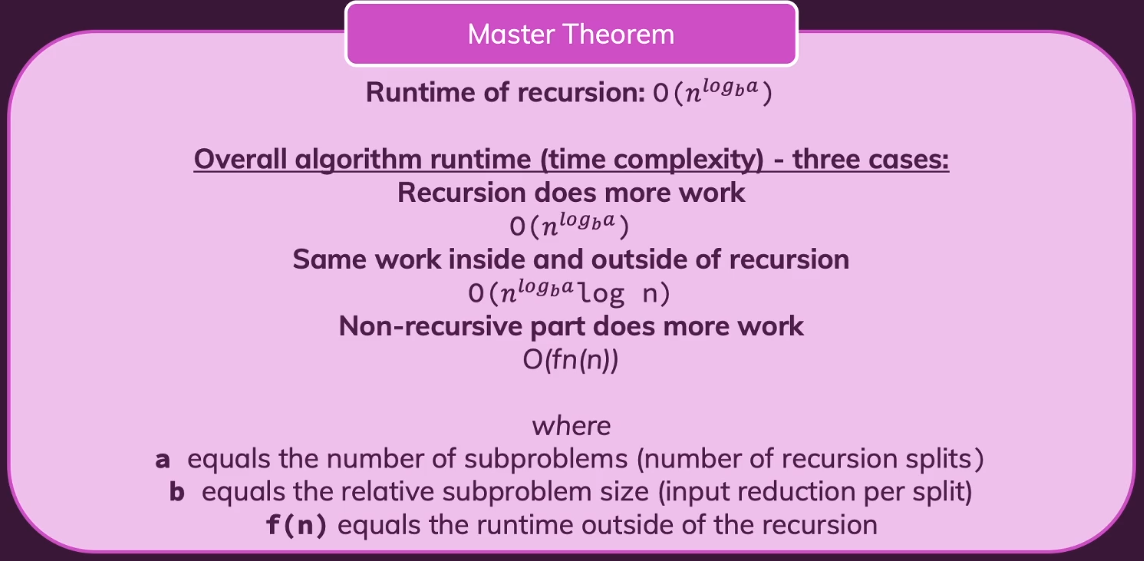 Master Theorem
Runtime of recursion: O(n^{log_b a})
Overall algorithm runtime (time complexity) - three cases:
Recursion does more work
O(n^{log_b a})
Same work inside and outside of recursion
O(n^{log_b a} log n)
Non-recursive part does more work
O(fn(n))
where
a equals the number of subproblems (number of recursion splits)
b equals the relative subproblem size (input reduction per split)
f(n) equals the runtime outside of the recursion